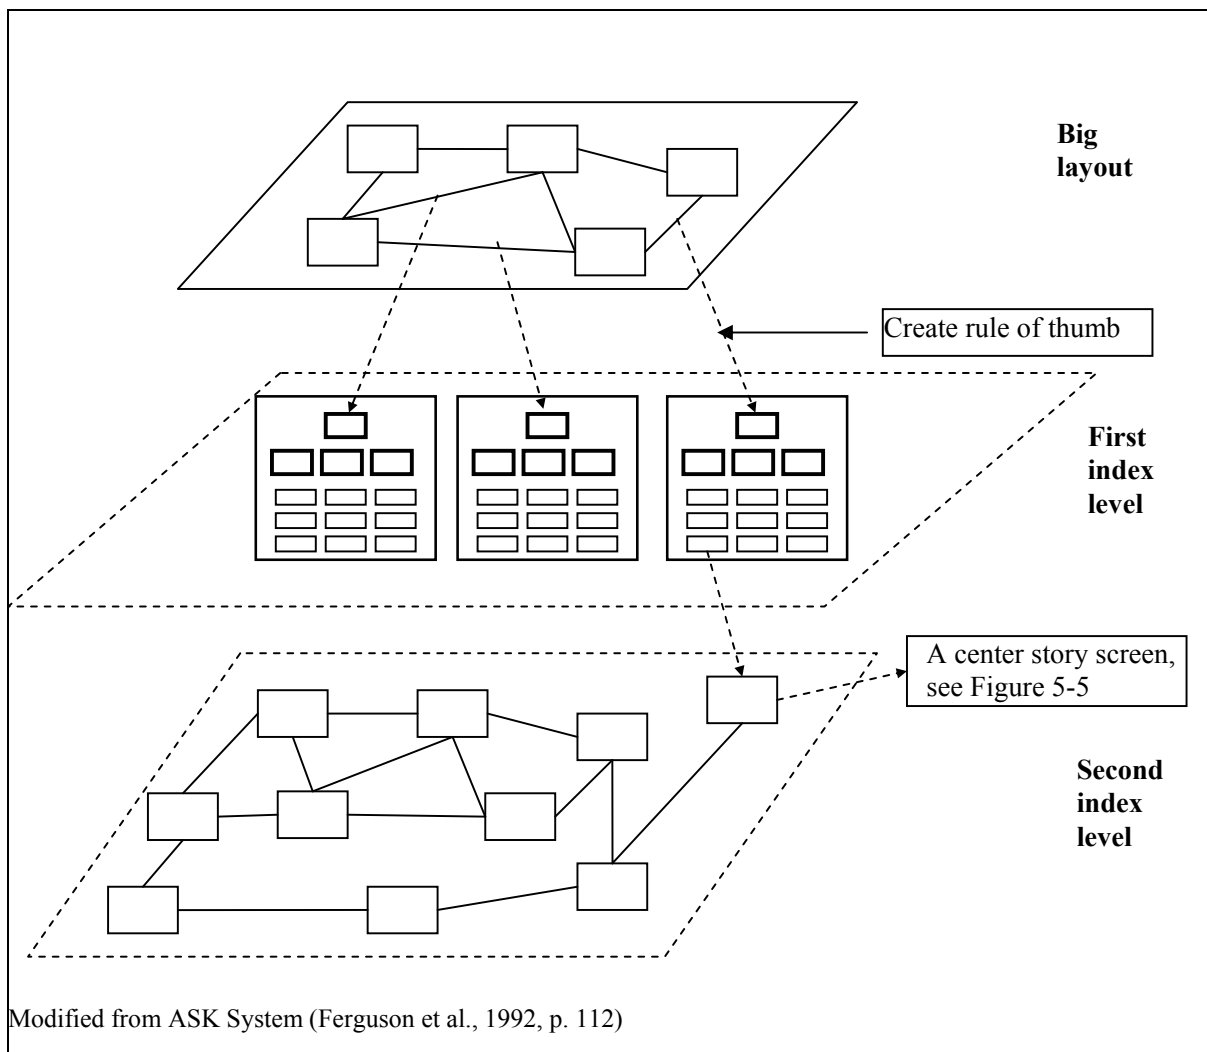 Big
layout
Create rule of thumb
First
index
level
A center story screen,
see Figure 5-5
Second
index
level
Modified from ASK System (Ferguson et al., 1992, p. 112)